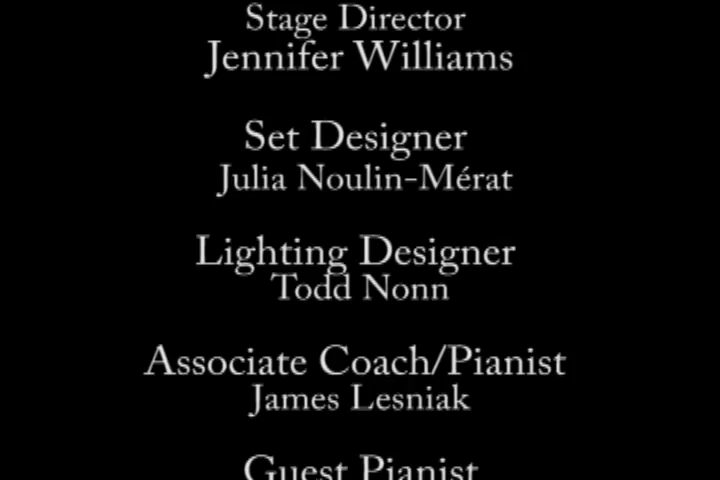 Stage Director
Jennifer Williams
Set Designer
Julia Noulin-Mérat
Lighting Designer
Todd Nonn
Associate Coach/Pianist
James Lesniak
Guest Pianist